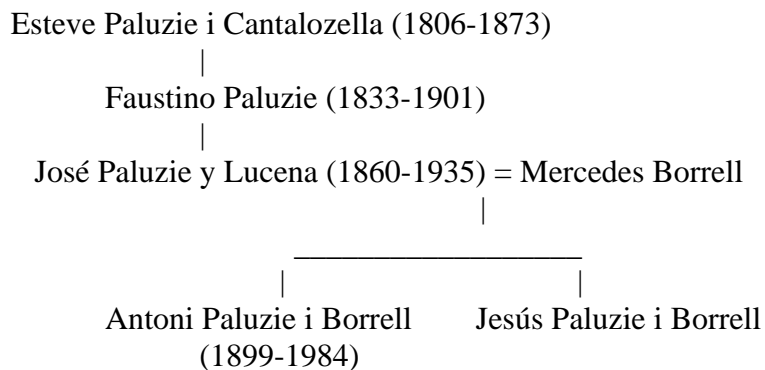 Esteve Paluzie i Cantalozella (1806-1873)
Faustino Paluzie (1833-1901)
José Paluzie y Lucena (1860-1935) = Mercedes Borrell
Antoni Paluzie i Borrell Jesús Paluzie i Borrell
(1899-1984)